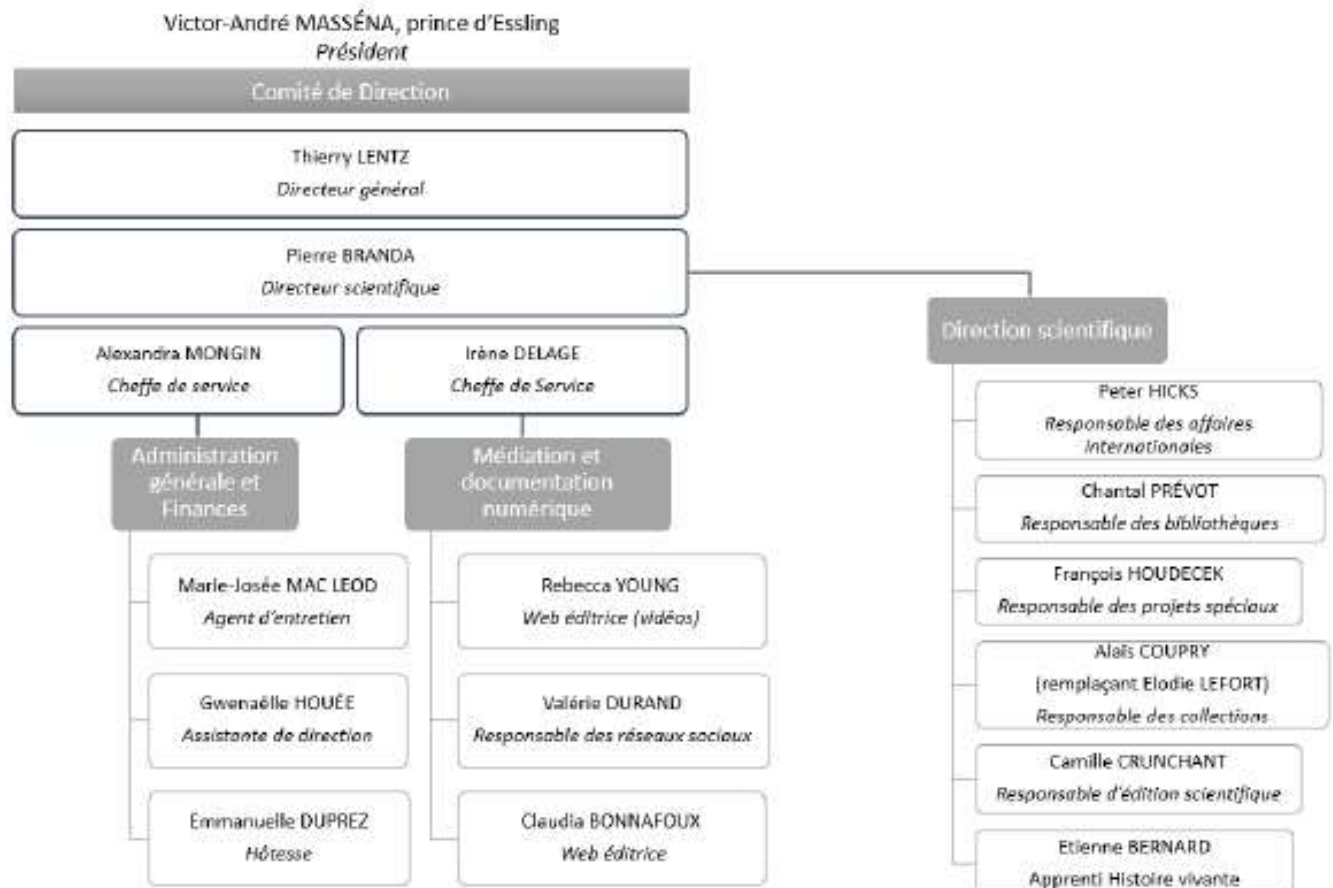 Victor-André MASSÉNA, prince d'Essling
Président
Comité de Direction
Thierry LENTZ
Directeur général
Pierre BRANDA
Directeur scientifique
Alexandra MONGIN
Cheffe de service
Irène DELAGE
Cheffe de Service
Administration
générale et
Finances
Marie-Josée MAC LEOD
Agent d'entretien
Gwenaëlle HOUÉE
Assistante de direction
Emmanuelle DUPREZ
Hôtesse
Médiation et
documentation
numérique
Rebecca YOUNG
Web éditrice (vidéos)
Valérie DURAND
Responsable des réseaux sociaux
Claudia BONNAFOUX
Web éditrice
Direction scientifique
Peter HICKS
Responsable des affaires
internationales
Chantal PRÉVOT
Responsable des bibliothèques
François HOUDECEK
Responsable des projets spéciaux
Alaïs COUPRY
(remplaçant Elodie LEFORT)
Responsable des collections
Camille CRUNCHANT
Responsable d'édition scientifique
Etienne BERNARD
Apprenti Histoire vivante